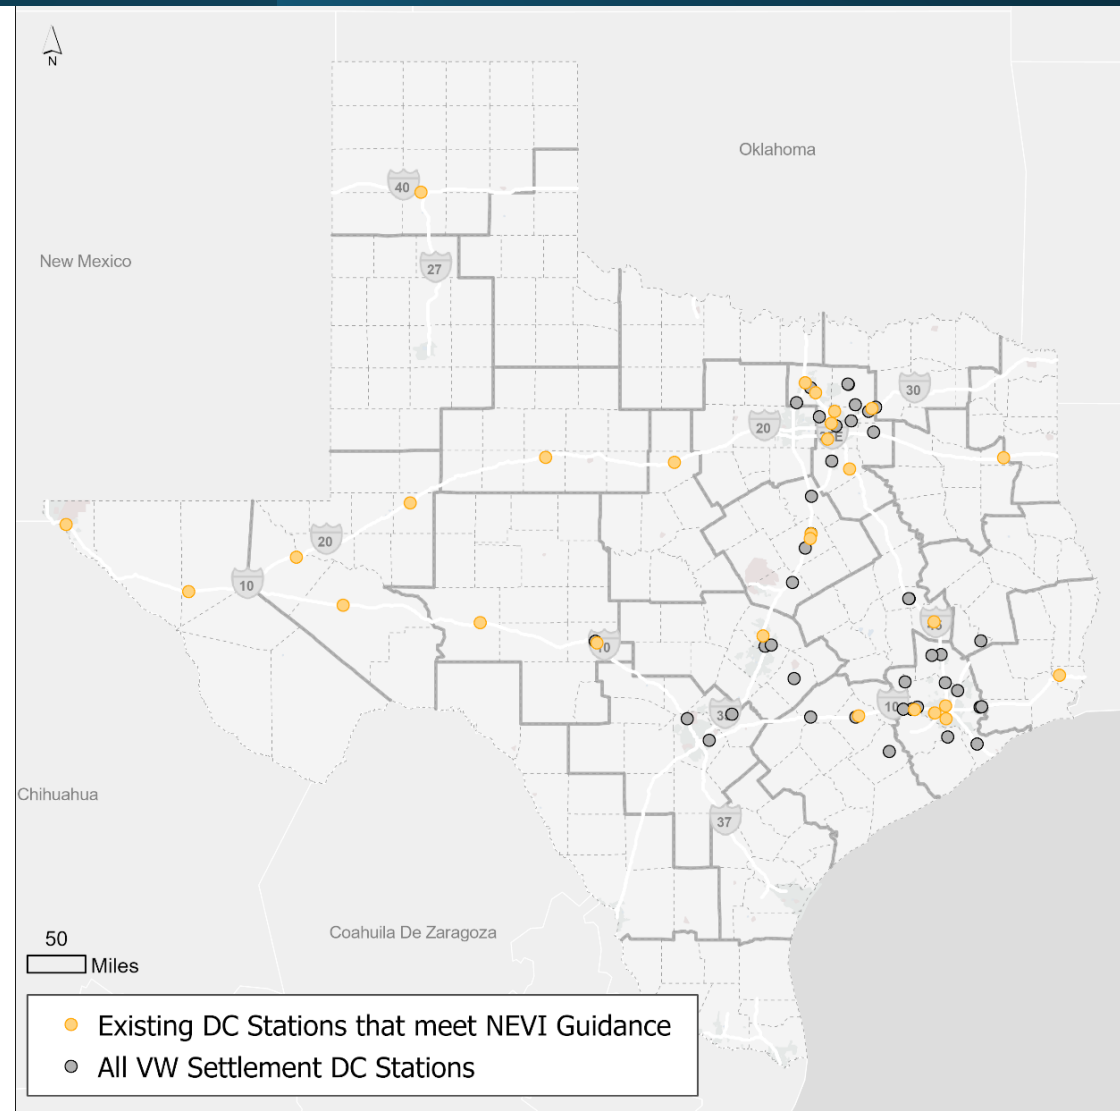 N
Oklahoma
40
New Mexico
27
30
20
E
20
10
10
10
3
37
Chihuahua
Coahuila De Zaragoza
50
Miles
Existing DC Stations that meet NEVI Guidance
All VW Settlement DC Stations